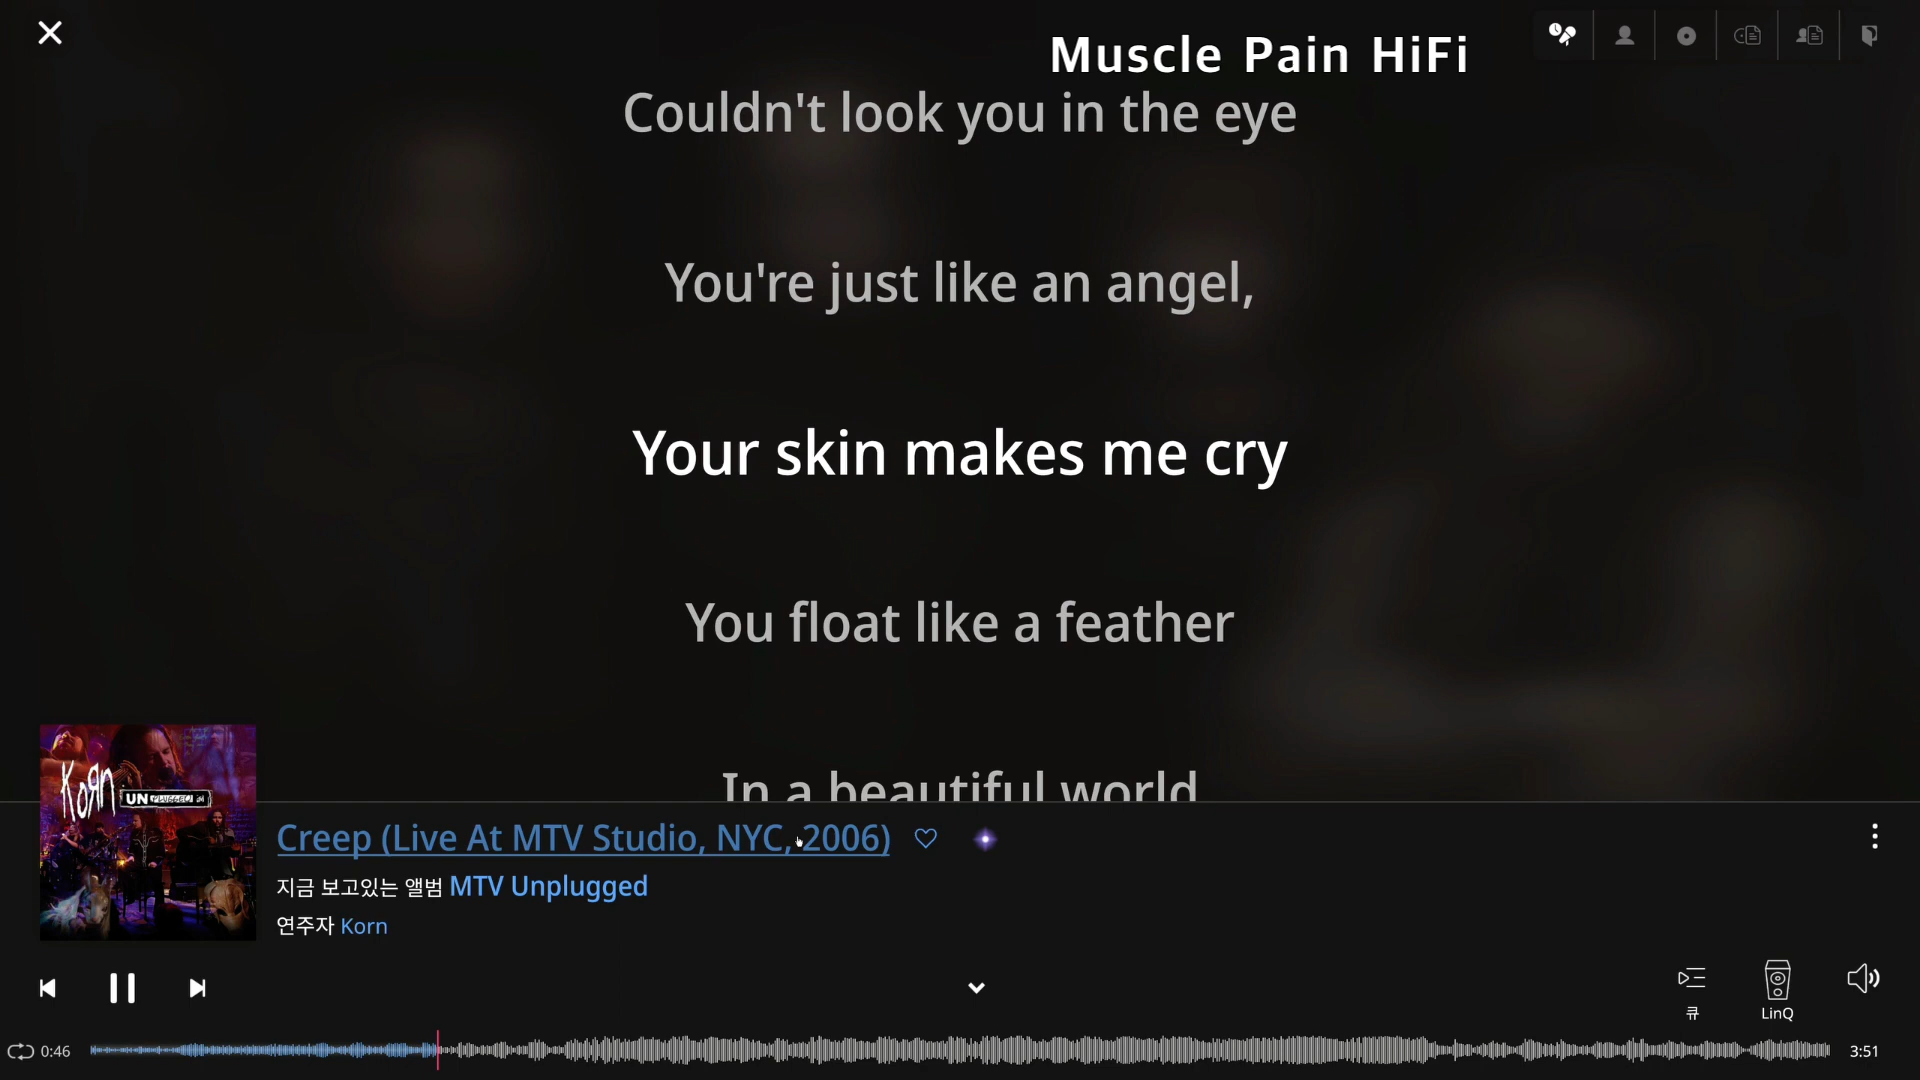 Muscle Pain HiFi
Couldn't look you in the eye
You're just like an angel,
Your skin makes me cry
You float like a feather
In a beautiful world
KoRn
UNPLUGGED
Creep (Live At MTV Studio, NYC, 2006)
지금 보고있는 앨범 MTV Unplugged
연주자 Korn
큐
LinQ
0:46
3:51